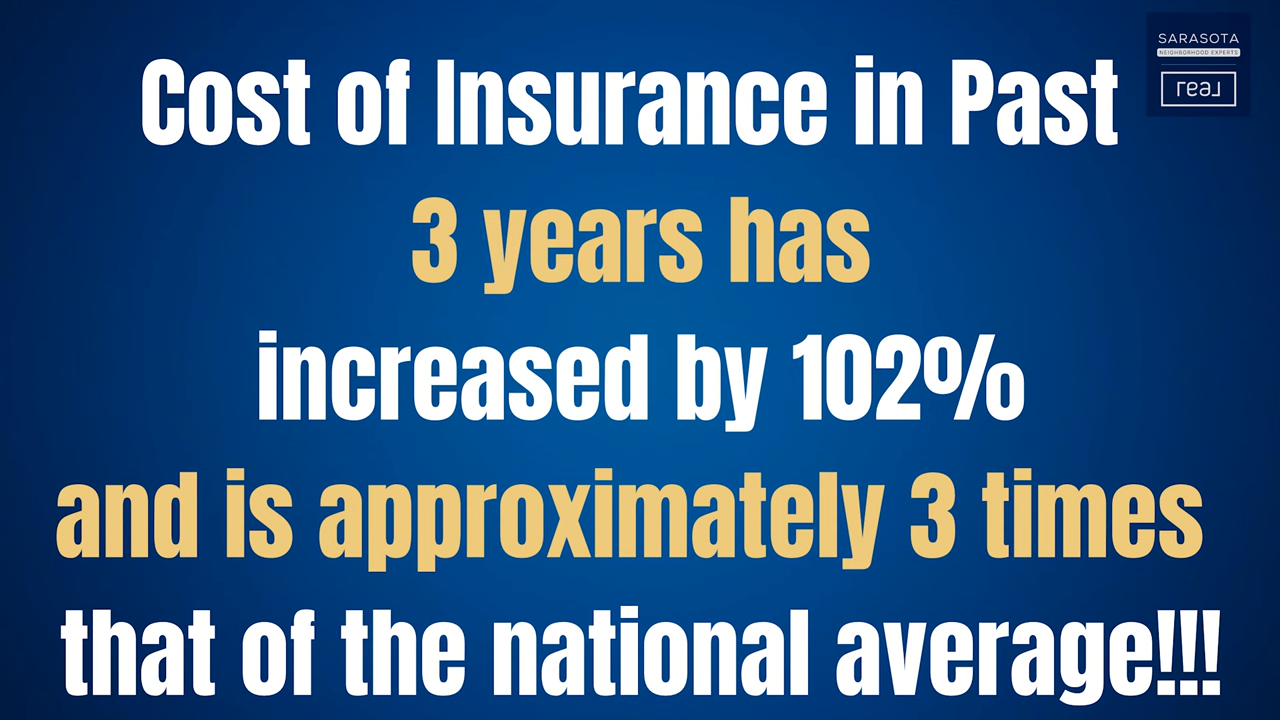 Cost of Insurance in Past
SARASOTA
NEIGHBORHOOD EXPERTS
real
3 years has
increased by 102%
and is approximately 3 times
that of the national average!!!